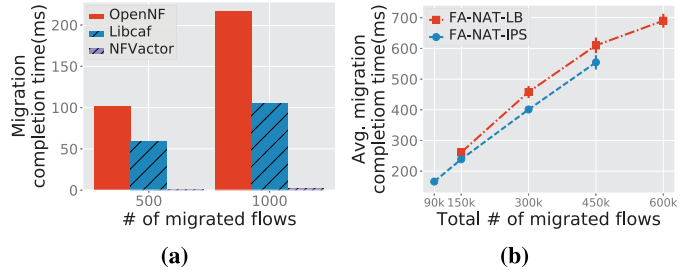 OpenNF
Libcaf
NFVactor
Migration
completion time(ms)
200
150
100
50
0
500
1000
# of migrated flows
(a)
FA-NAT-LB
FA-NAT-IPS
Avg. migration
completiom time(ms)
700
600
500
400
300
200
90k
150k
300k
450k
600k
Total # of migrated flows
(b)